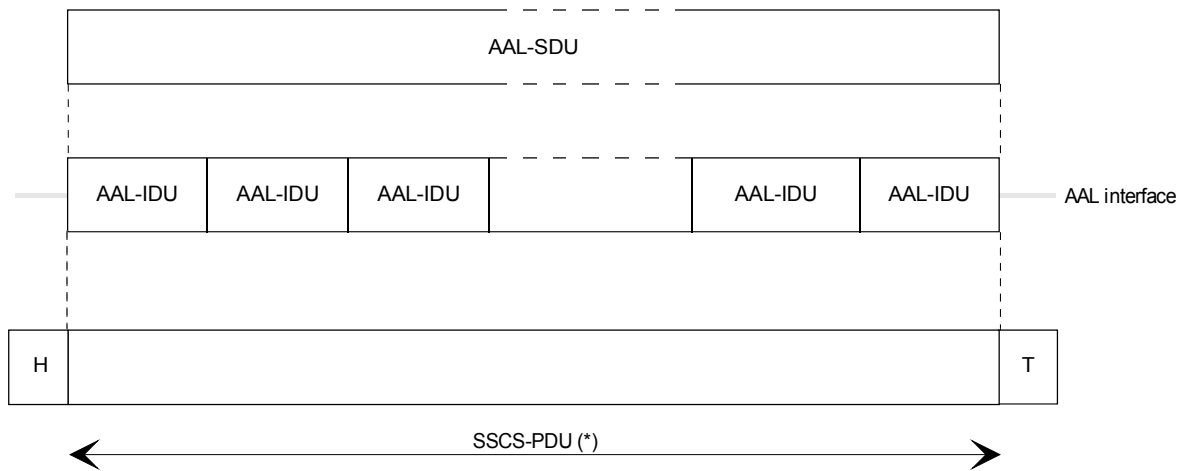 AAL-SDU
AAL-IDU AAL-IDU AAL-IDU AAL-IDU AAL-IDU AAL interface
H T
SSCS-PDU (*)